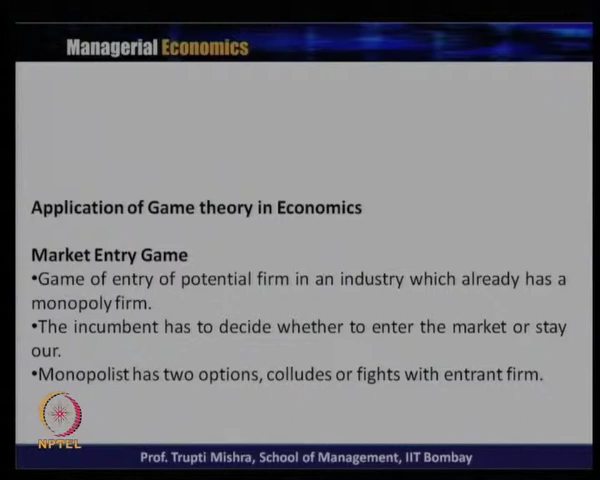 Managerial Economics
Application of Game theory in Economics
Market Entry Game
•Game of entry of potential firm in an industry which already has a
monopoly firm.
•The incumbent has to decide whether to enter the market or stay
our.
•Monopolist has two options, colludes or fights with entrant firm.
NPTEL
Prof. Trupti Mishra, School of Management, IIT Bombay